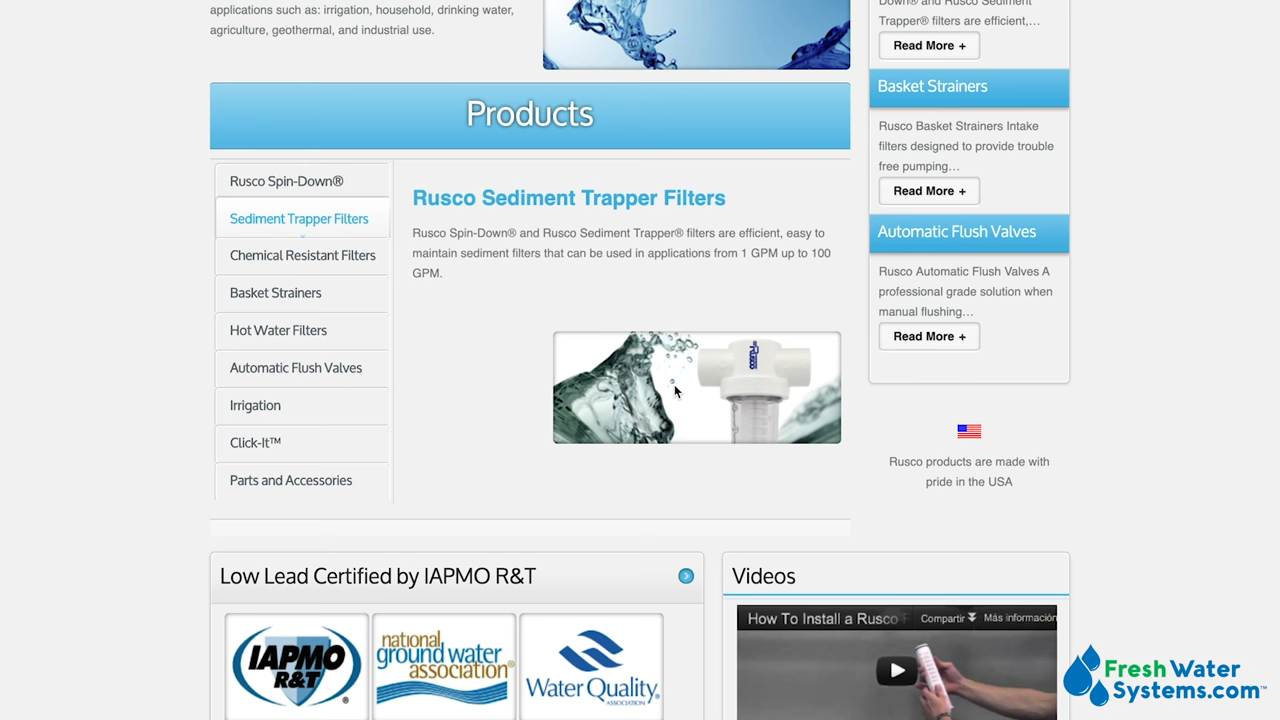 applications such as: irrigation, household, drinking water,
agriculture, geothermal, and industrial use.
Products
Rusco Spin-Down®
Sediment Trapper Filters
Chemical Resistant Filters
Basket Strainers
Hot Water Filters
Automatic Flush Valves
Irrigation
Click-It™
Parts and Accessories
Rusco Sediment Trapper Filters
Rusco Spin-Down® and Rusco Sediment Trapper® filters are efficient, easy to
maintain sediment filters that can be used in applications from 1 GPM up to 100
GPM.
Rusco
Down® and Rusco Sediment
Trapper® filters are efficient,…
Read More +
Basket Strainers
Rusco Basket Strainers Intake
filters designed to provide trouble
free pumping…
Read More +
Automatic Flush Valves
Rusco Automatic Flush Valves A
professional grade solution when
manual flushing…
Read More +
Rusco products are made with
pride in the USA
Low Lead Certified by IAPMO R&T
IAPMO
R&T
®
national
ground water
association®
Water Quality®
ASSOCIATION
Videos
How To Install a Rusco
Compartir
Más información
Fresh Water
Systems.com™